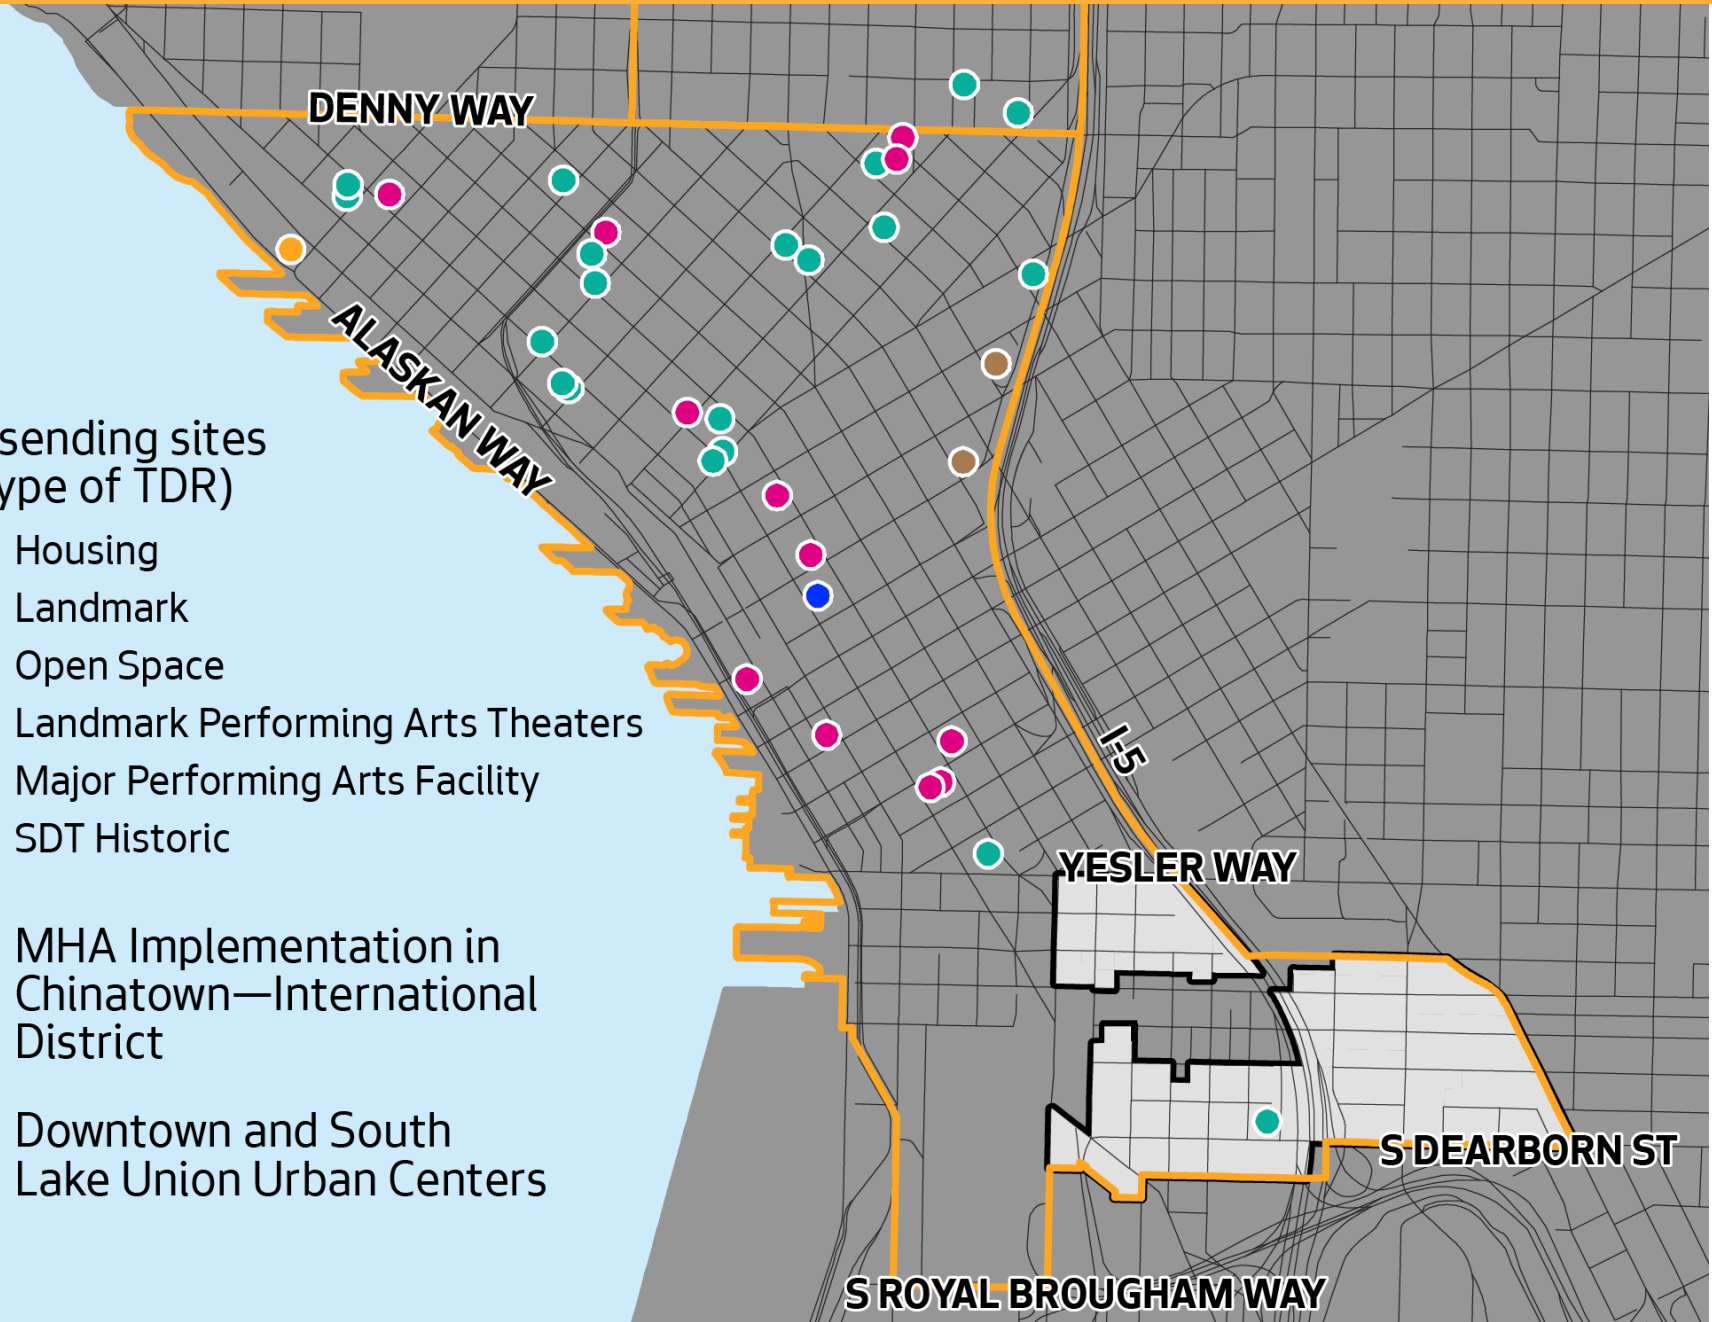 DENNY WAY
ALASKAN WAY
sending sites
ype of TDR)
Housing
Landmark
Open Space
Landmark Performing Arts Theaters
Major Performing Arts Facility
SDT Historic
I-5
YESLER WAY
MHA Implementation in
Chinatown—International
District
Downtown and South
Lake Union Urban Centers
S DEARBORN ST
S ROYAL BROUGHAM WAY